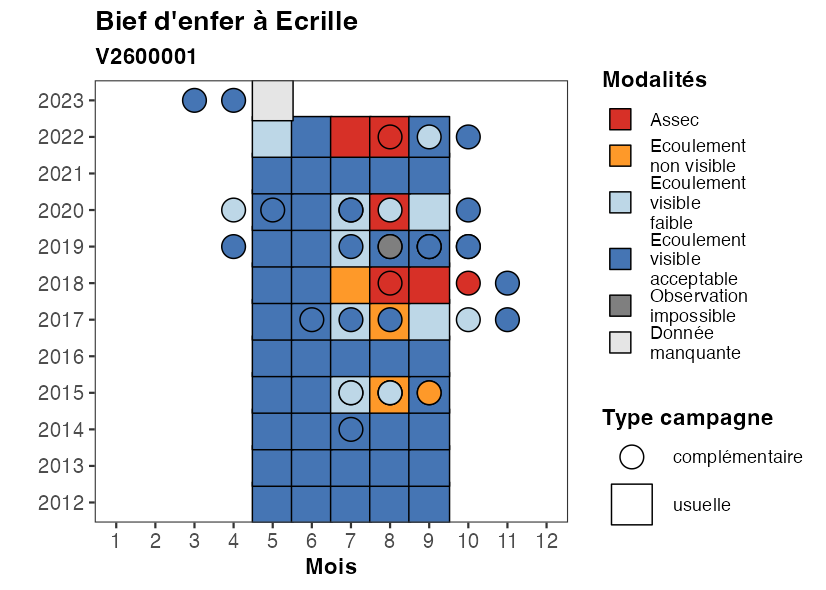 Bief d'enfer à Ecrille
V2600001
2023
2022
2021
2020
2019
2018
2017
2016
2015
2014
2013
2012
1 2 3 4 5 6 7 8 9 10 11 12
Mois
Modalités
Assec
Ecoulement
non visible
Ecoulement
visible
faible
Ecoulement
visible
acceptable
Observation
impossible
Donnée
manquante
Type campagne
complémentaire
usuelle